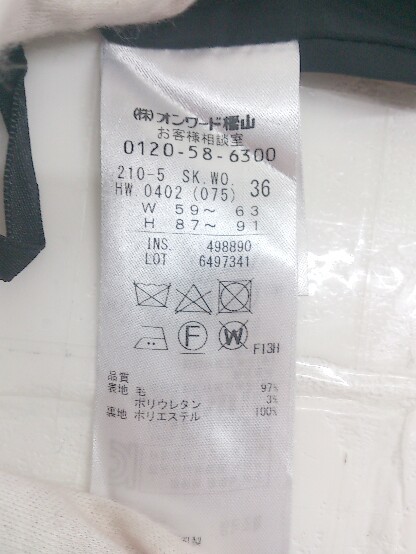 (株)オンワード樫山
お客様相談室
0120-58-6300
210-5 SK.WO.
HW.0402 (075) 36
W 59～ 63
H 87～ 91
INS. 498890
LOT 6497341
F W F13H
品質
表地 毛 97%
ポリウレタン 3%
裏地 ポリエステル 100%